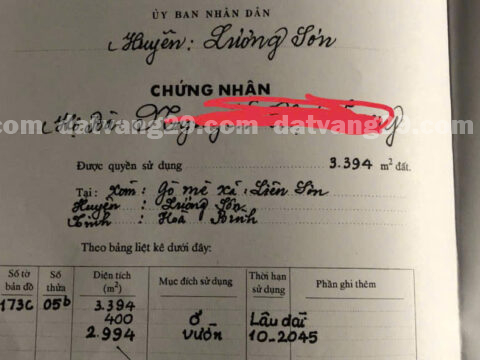 ỦY BAN NHÂN DÂN
Huyện: Lương Sơn
CHỨNG NHẬN
datvang29.com datvang29.com
Được quyền sử dụng 3.394 m² đất.
Tại: Xóm: Gò mè Xã: Liên Sơn
Huyện: Lương Sơn
Tỉnh: Hoà Bình
Theo bảng liệt kê dưới đây:
Số tờ bản đồ Số thửa Diện tích (m²) Mục đích sử dụng Thời hạn sử dụng Phần ghi thêm
173C 05b 3.394
400 Ở Lâu dài
2.994 vườn 10-2045